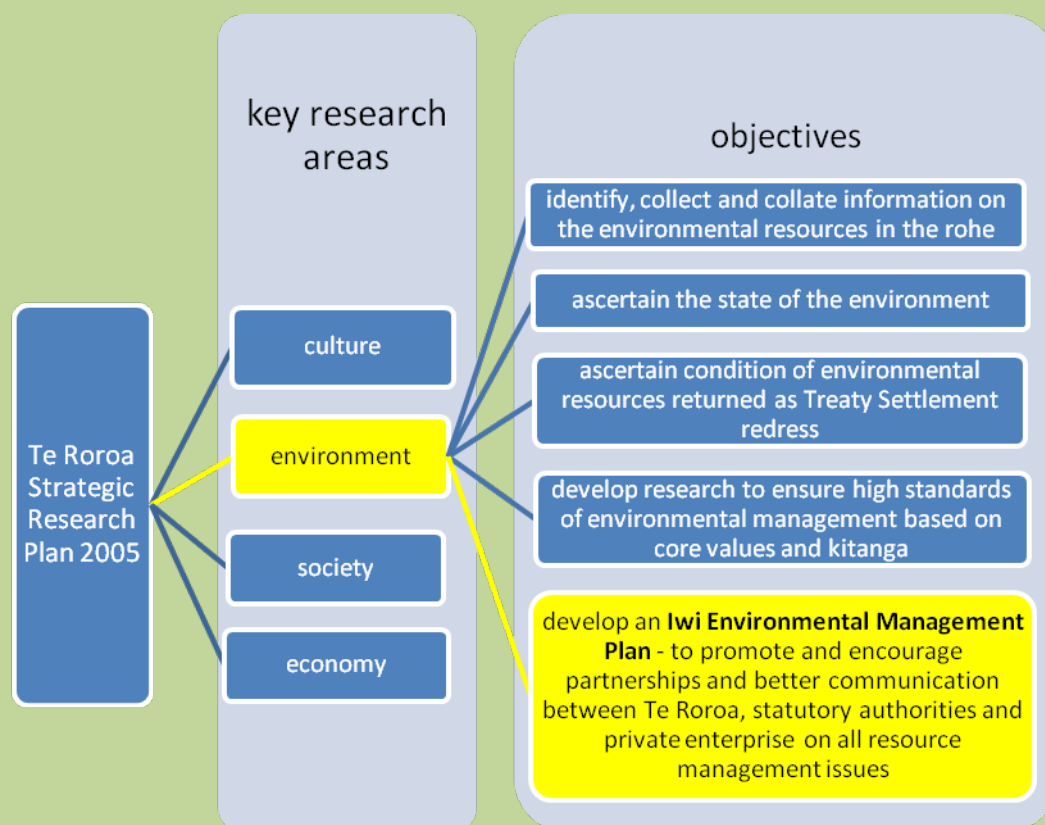 key research
areas
objectives
Te Roroa
Strategic
Research
Plan 2005
culture
environment
society
economy
identify, collect and collate information on
the environmental resources in the rohe
ascertain the state of the environment
ascertain condition of environmental
resources returned as Treaty Settlement
redress
develop research to ensure high standards
of environmental management based on
core values and kitanga
develop an Iwi Environmental Management
Plan - to promote and encourage
partnerships and better communication
between Te Roroa, statutory authorities and
private enterprise on all resource
management issues